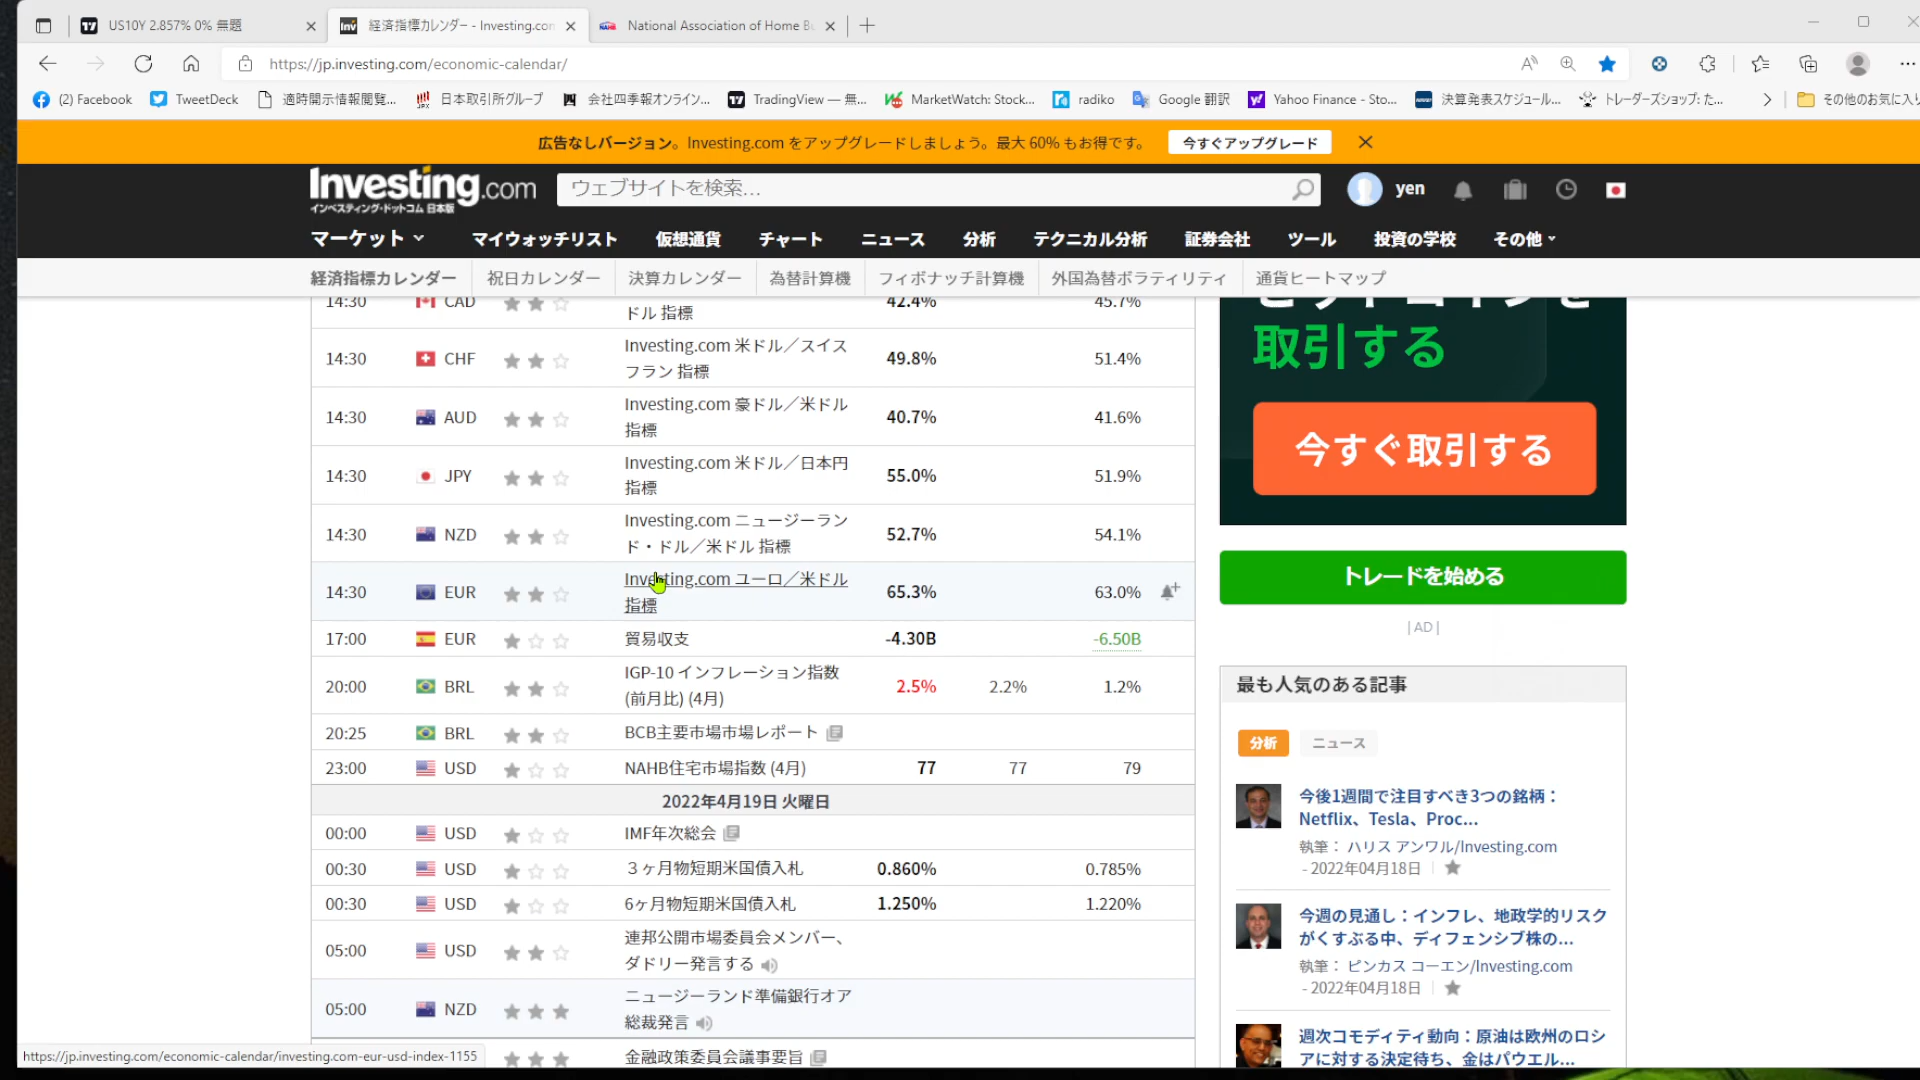 US10Y 2.857% 0% 無題
経済指標カレンダー - Investing.com
National Association of Home Bu
https://jp.investing.com/economic-calendar/
(2) Facebook
TweetDeck
適時開示情報閲覧...
日本取引所グループ
会社四季報オンライン...
TradingView — 無...
MarketWatch: Stock...
radiko
Google 翻訳
Yahoo Finance - Sto...
決算発表スケジュール...
トレーダーズショップ: た...
その他のお気に入り
広告なしバージョン。Investing.com をアップグレードしましょう。最大 60% もお得です。
今すぐアップグレード
Investing.com
インベスティング・ドットコム 日本版
ウェブサイトを検索...
yen
マーケット マイウォッチリスト 仮想通貨 チャート ニュース 分析 テクニカル分析 証券会社 ツール 投資の学校 その他
経済指標カレンダー 祝日カレンダー 決算カレンダー 為替計算機 フィボナッチ計算機 外国為替ボラティリティ 通貨ヒートマップ
14:30 CAD 42.4% 45.7%
ドル 指標
14:30 CHF Investing.com 米ドル／スイス 49.8% 51.4%
フラン 指標
14:30 AUD Investing.com 豪ドル／米ドル 40.7% 41.6%
指標
14:30 JPY Investing.com 米ドル／日本円 55.0% 51.9%
指標
14:30 NZD Investing.com ニュージーラン 52.7% 54.1%
ド・ドル／米ドル 指標
14:30 EUR Investing.com ユーロ／米ドル 65.3% 63.0%
指標
17:00 EUR 貿易収支 -4.30B -6.50B
20:00 BRL IGP-10 インフレーション指数 2.5% 2.2% 1.2%
(前月比) (4月)
20:25 BRL BCB主要市場市場レポート
23:00 USD NAHB住宅市場指数 (4月) 77 77 79
2022年4月19日 火曜日
00:00 USD IMF年次総会
00:30 USD ３ヶ月物短期米国債入札 0.860% 0.785%
00:30 USD 6ヶ月物短期米国債入札 1.250% 1.220%
05:00 USD 連邦公開市場委員会メンバー、
ダドリー発言する
05:00 NZD ニュージーランド準備銀行オア
総裁発言
金融政策委員会議事要旨
https://jp.investing.com/economic-calendar/investing.com-eur-usd-index-1155
取引する
今すぐ取引する
トレードを始める
| AD |
最も人気のある記事
分析 ニュース
今後1週間で注目すべき3つの銘柄：
Netflix、Tesla、Proc...
執筆： ハリス アンワル/Investing.com
- 2022年04月18日
今週の見通し：インフレ、地政学的リスク
がくすぶる中、ディフェンシブ株の...
執筆： ピンカス コーエン/Investing.com
- 2022年04月18日
週次コモディティ動向：原油は欧州のロシ
アに対する決定待ち、金はパウエル...